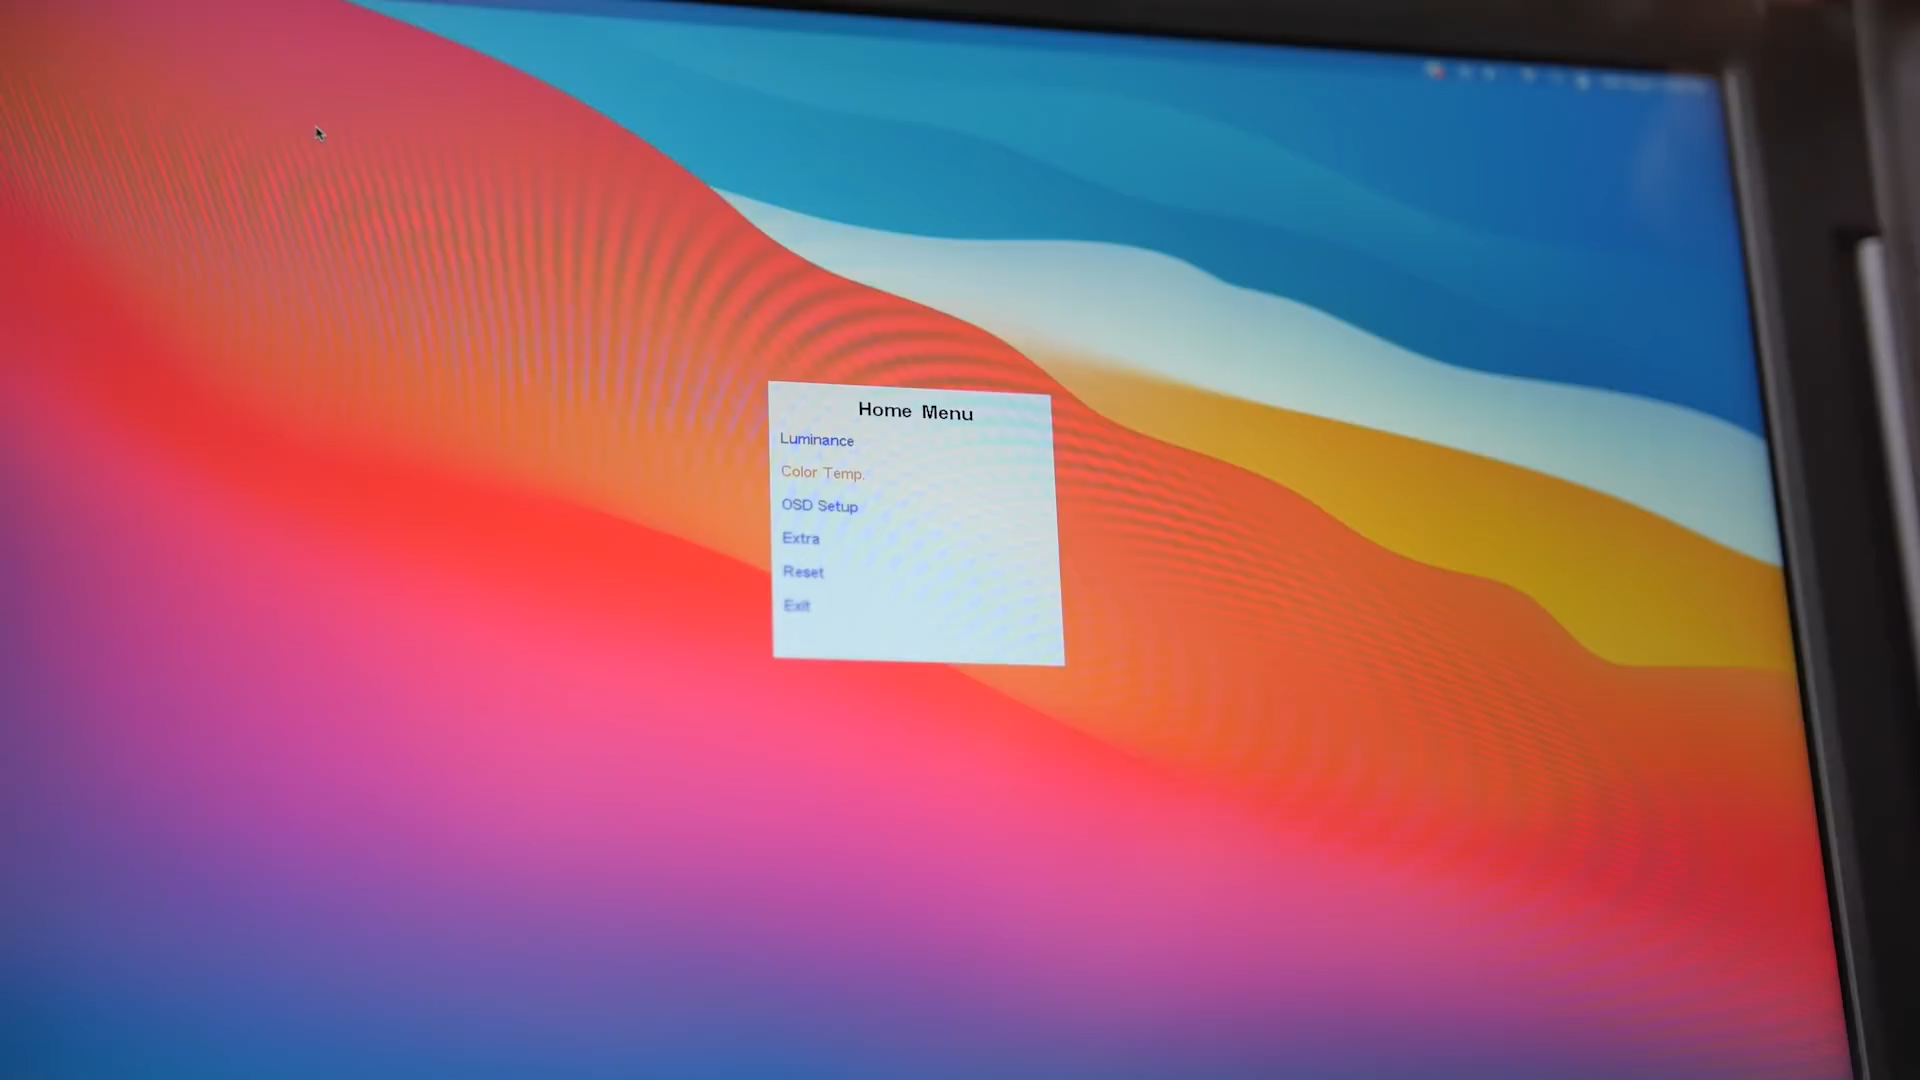 Home Menu
Luminance
Color Temp.
OSD Setup
Extra
Reset
Exit